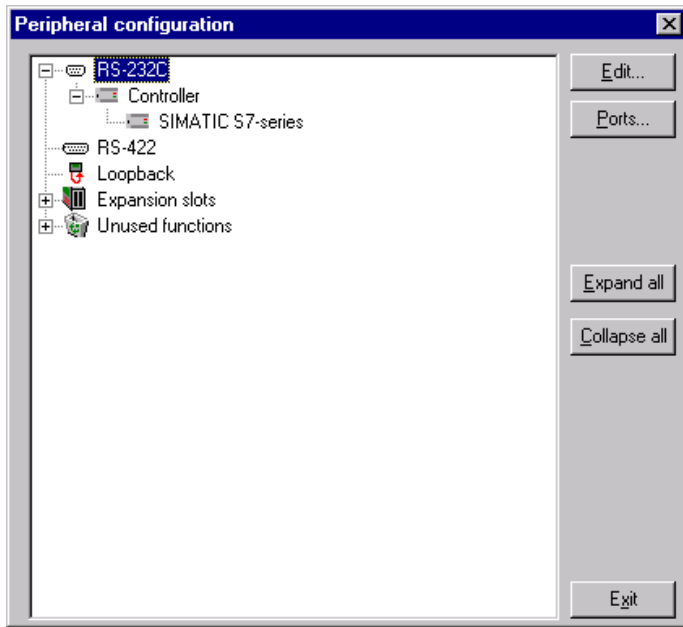 Peripheral configuration
RS-232C
Controller
SIMATIC S7-series
RS-422
Loopback
Expansion slots
Unused functions
Edit...
Ports...
Expand all
Collapse all
Exit